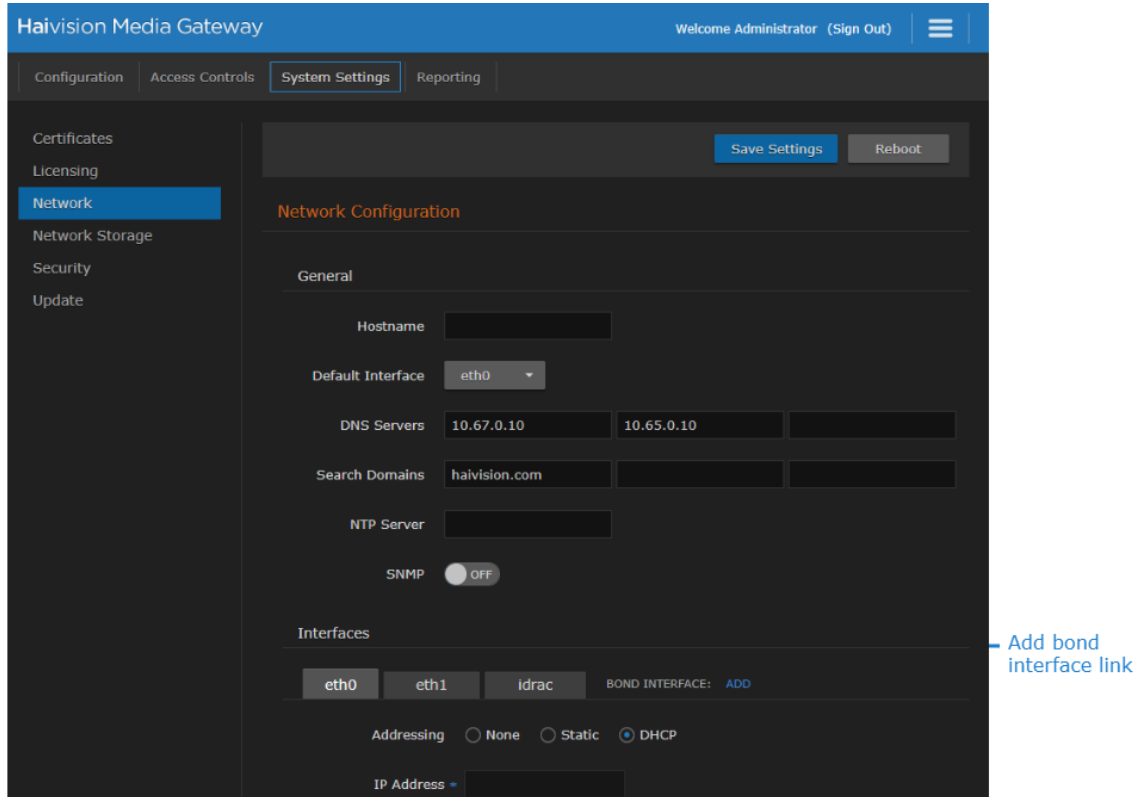 Haivision Media Gateway
Welcome Administrator (Sign Out)
Configuration Access Controls System Settings Reporting
Certificates
Licensing
Network
Network Storage
Security
Update
Save Settings Reboot
Network Configuration
General
Hostname
Default Interface eth0
DNS Servers 10.67.0.10 10.65.0.10
Search Domains haivision.com
NTP Server
SNMP OFF
Interfaces
eth0 eth1 idrac BOND INTERFACE: ADD
Addressing None Static DHCP
IP Address
Add bond
interface link